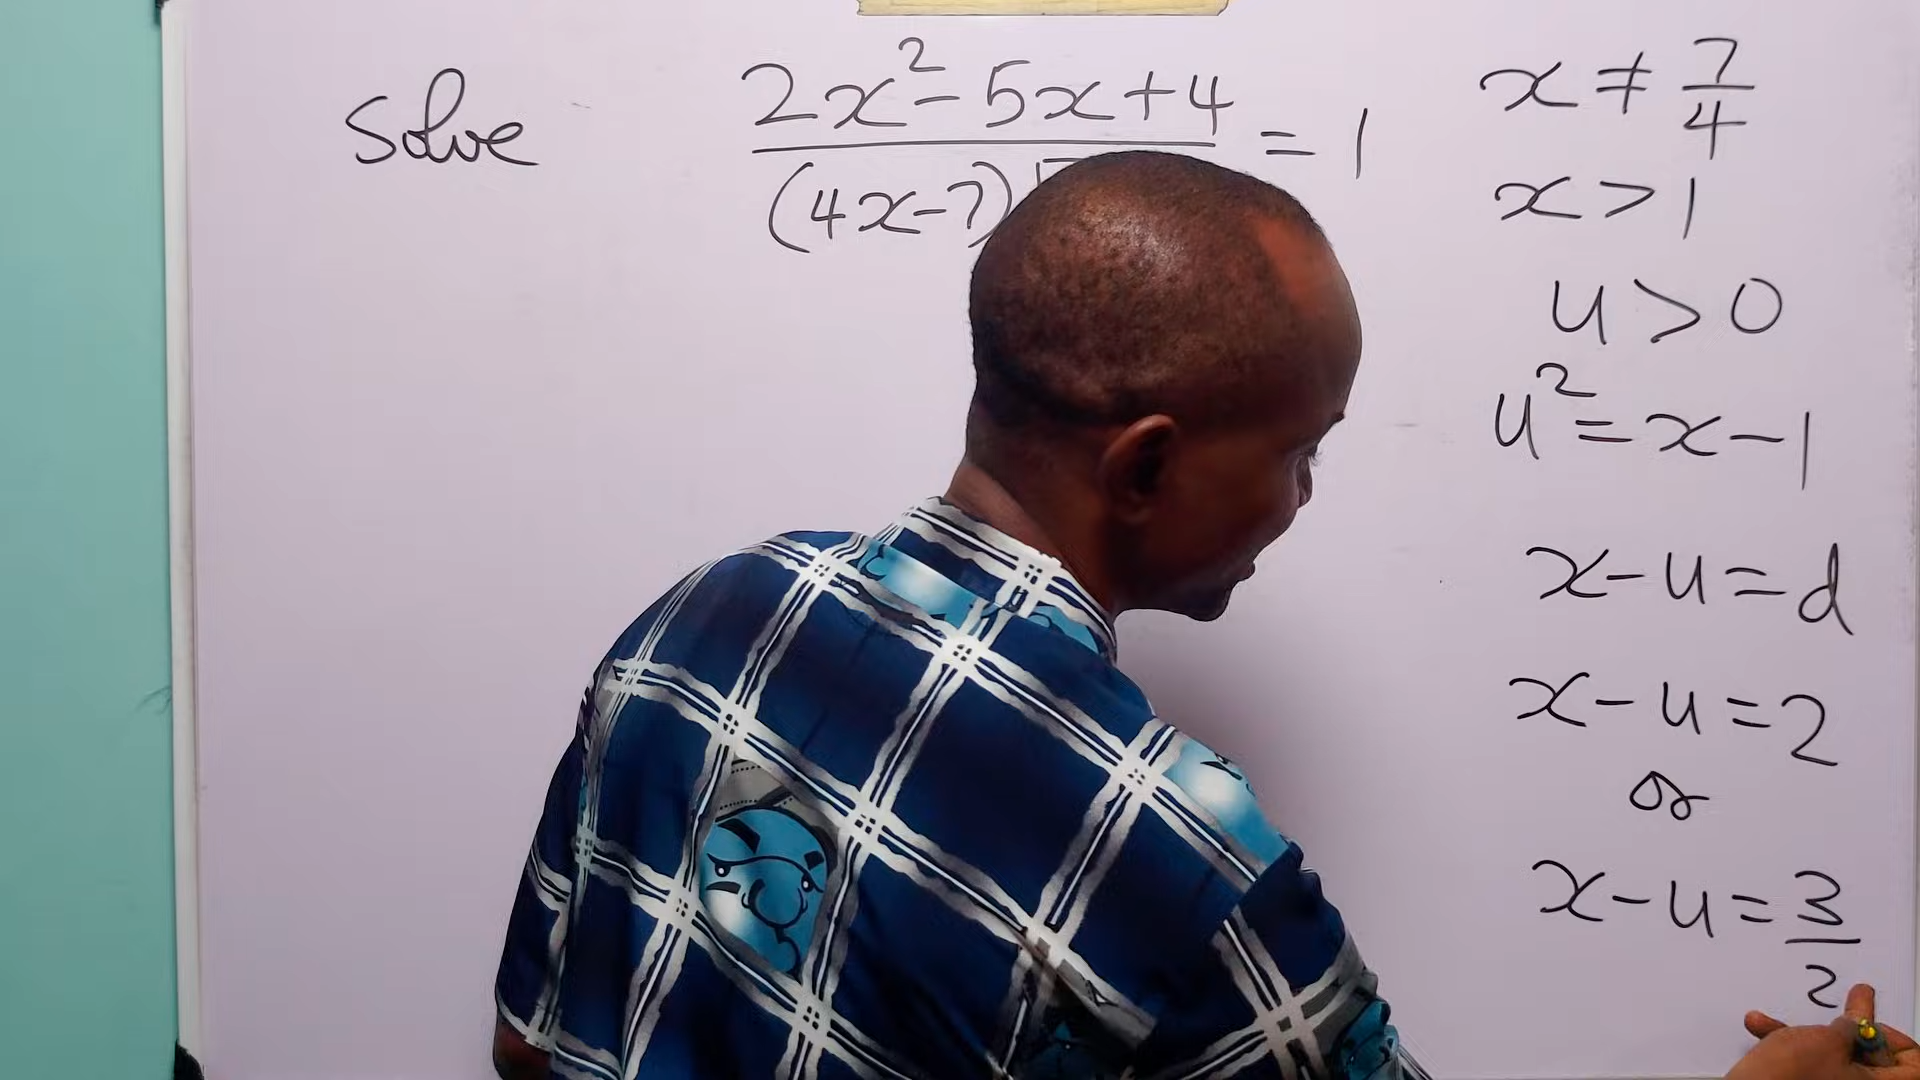 Solve
2x² - 5x + 4
(4x-7)√
= 1
x ≠ 7/4
x > 1
u > 0
u² = x - 1
x - u = d
x - u = 2
or
x - u = 3/2